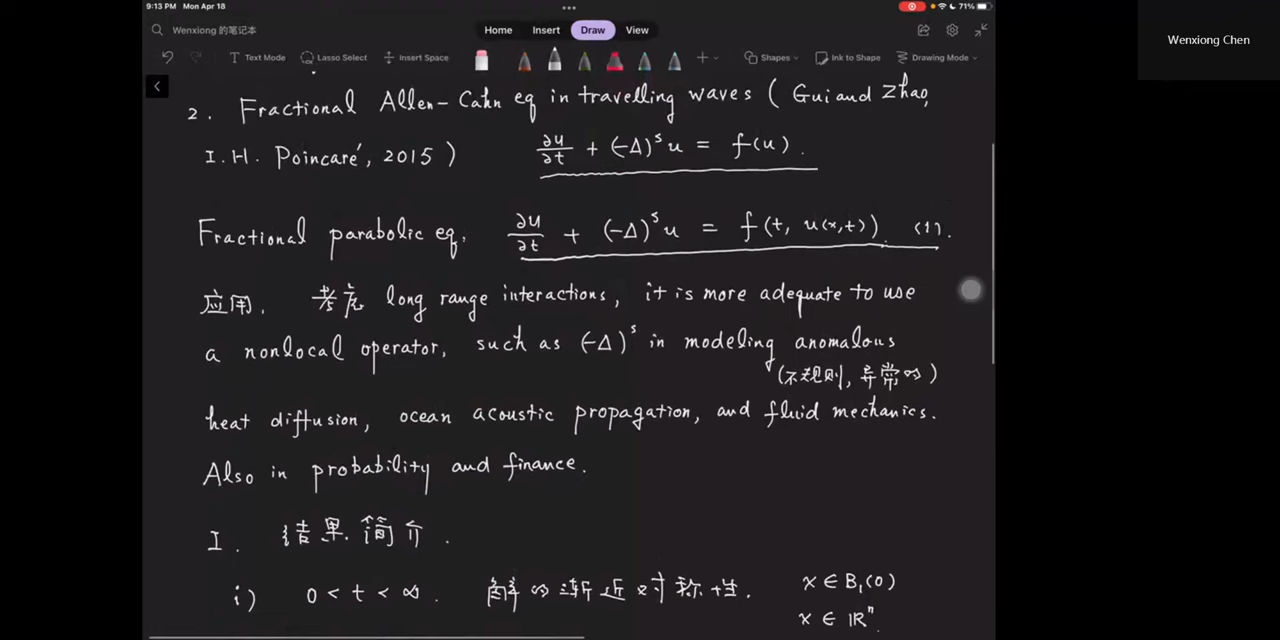 9:13 PM Mon Apr 18
71%
Wenxiong 的笔记本
Home Insert Draw View
Text Mode Lasso Select Insert Space Shapes Ink to Shape Drawing Mode
Wenxiong Chen
2. Fractional Allen-Cahn eq in travelling waves ( Gui and Zhao,
I.H. Poincaré, 2015 ) ∂u/∂t + (-Δ)^s u = f(u).
Fractional parabolic eq. ∂u/∂t + (-Δ)^s u = f(t, u(x,t)). (1).
应用. 考虑 long range interactions, it is more adequate to use
a nonlocal operator, such as (-Δ)^s in modeling anomalous
(不规则, 异常的)
heat diffusion, ocean acoustic propagation, and fluid mechanics.
Also in probability and finance.
I. 结果简介.
i) 0 < t < ∞. 解的渐近对称性. x ∈ B₁(0)
x ∈ ℝⁿ.